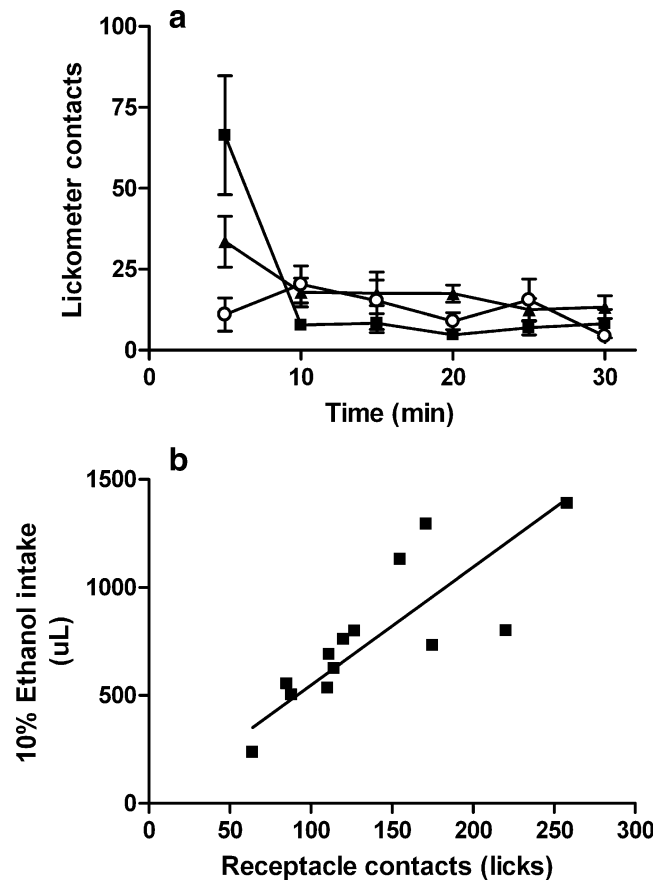 a
100
75
50
25
0
Lickometer contacts
0 10 20 30
Time (min)
b
1500
1000
500
0
10% Ethanol intake
(uL)
0 50 100 150 200 250 300
Receptacle contacts (licks)